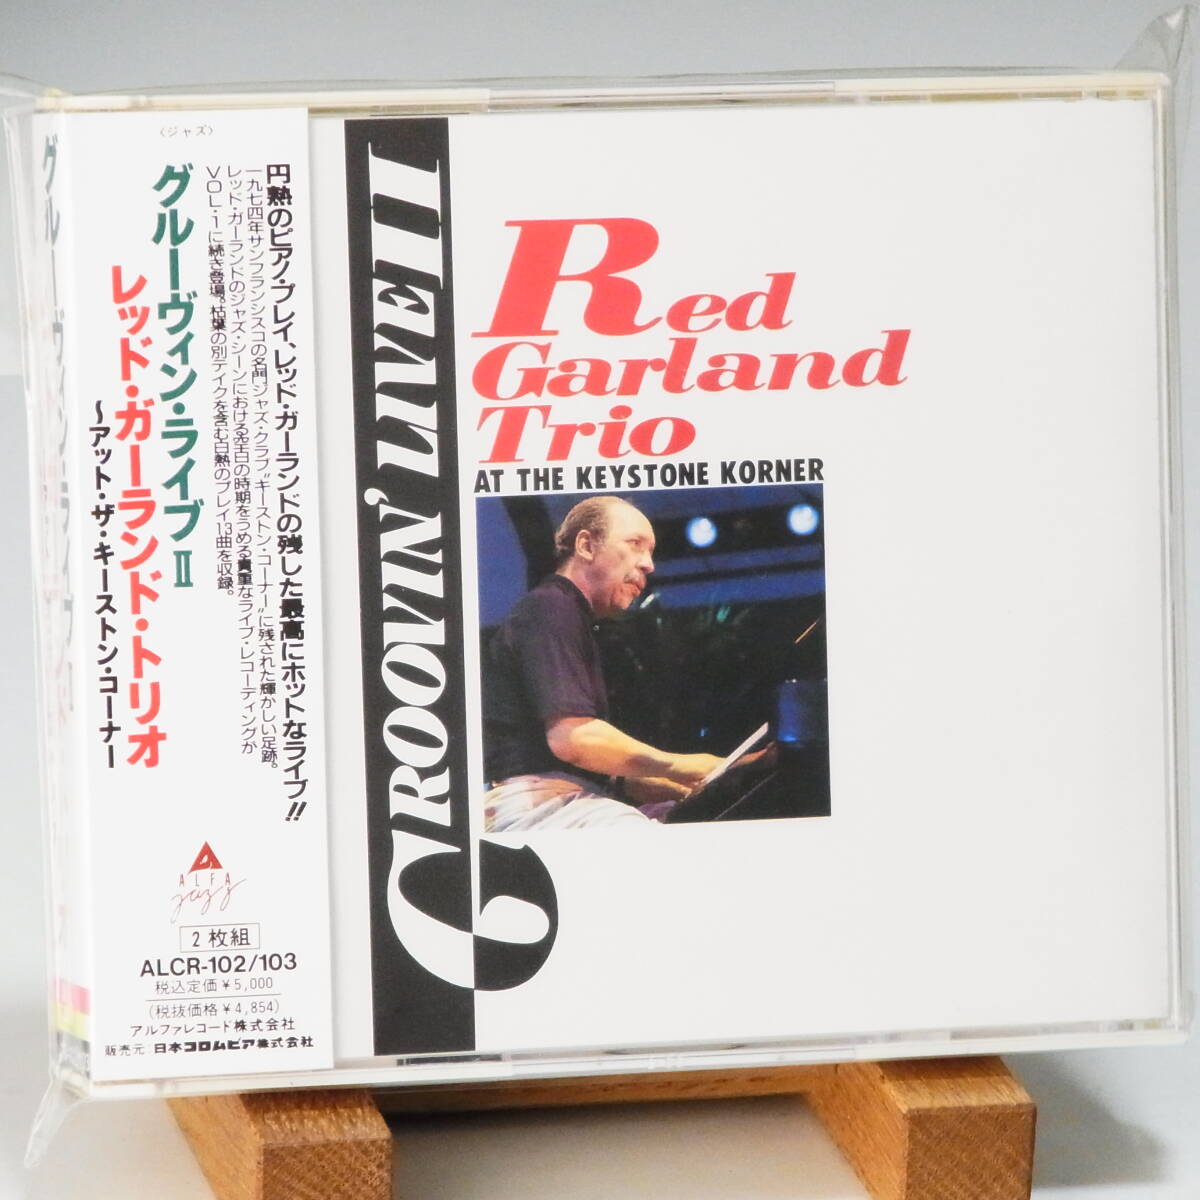 グルーヴィン・ライブ
〈ジャズ〉
円熟のピアノ・プレイ、レッド・ガーランドの残した最高にホットなライブ!!
一九七四年サンフランシスコの名門ジャズ・クラブ“キーストン・コーナー”に残された輝かしい足跡。
レッド・ガーランドのジャズ・シーンにおける空白の時期をうめる貴重なライブ・レコーディングか
VOL・1に続き登場。枯葉の別テイクを含む白熱のプレイ13曲を収録。
グルーヴィン・ライブ II
レッド・ガーランド・トリオ
～アット・ザ・キーストン・コーナー
ALFA
jazz
2枚組
ALCR-102/103
税込定価￥5,000
(税抜価格￥4,854)
アルファレコード株式会社
販売元:日本コロムビア株式会社
GROOVIN' LIVE II
Red
Garland
Trio
AT THE KEYSTONE KORNER